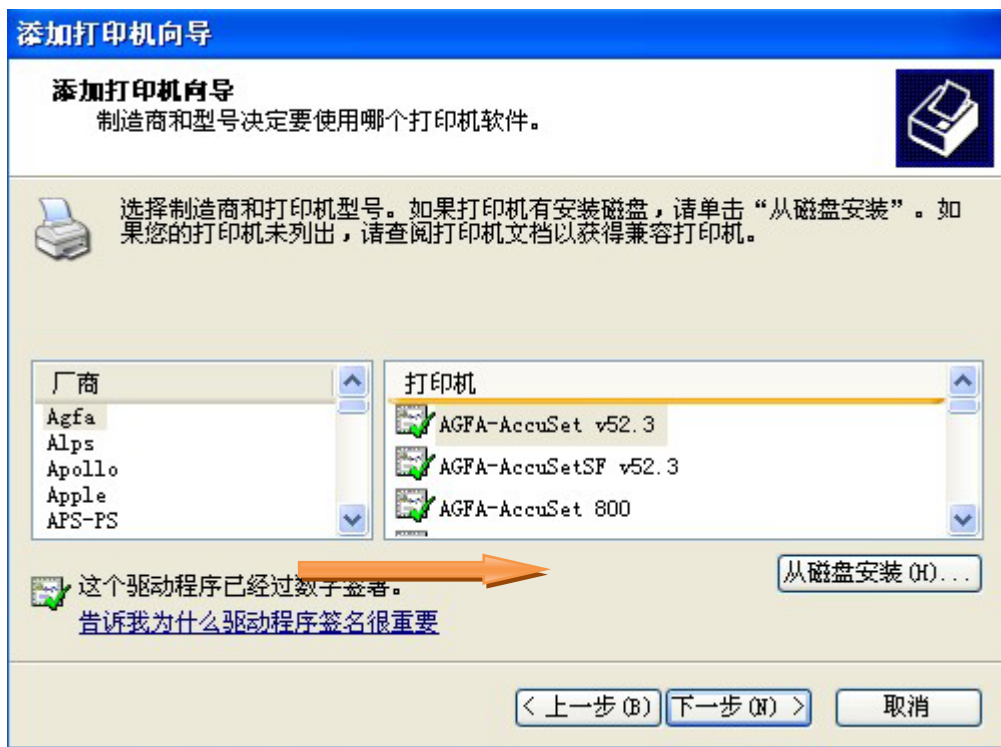 添加打印机向导
添加打印机向导
制造商和型号决定要使用哪个打印机软件。
选择制造商和打印机型号。如果打印机有安装磁盘，请单击“从磁盘安装”。如
果您的打印机未列出，请查阅打印机文档以获得兼容打印机。
厂商
Agfa
Alps
Apollo
Apple
APS-PS
打印机
AGFA-AccuSet v52.3
AGFA-AccuSetSF v52.3
AGFA-AccuSet 800
这个驱动程序已经过数字签署。
告诉我为什么驱动程序签名很重要
从磁盘安装(H)...
< 上一步(B)
下一步(N) >
取消